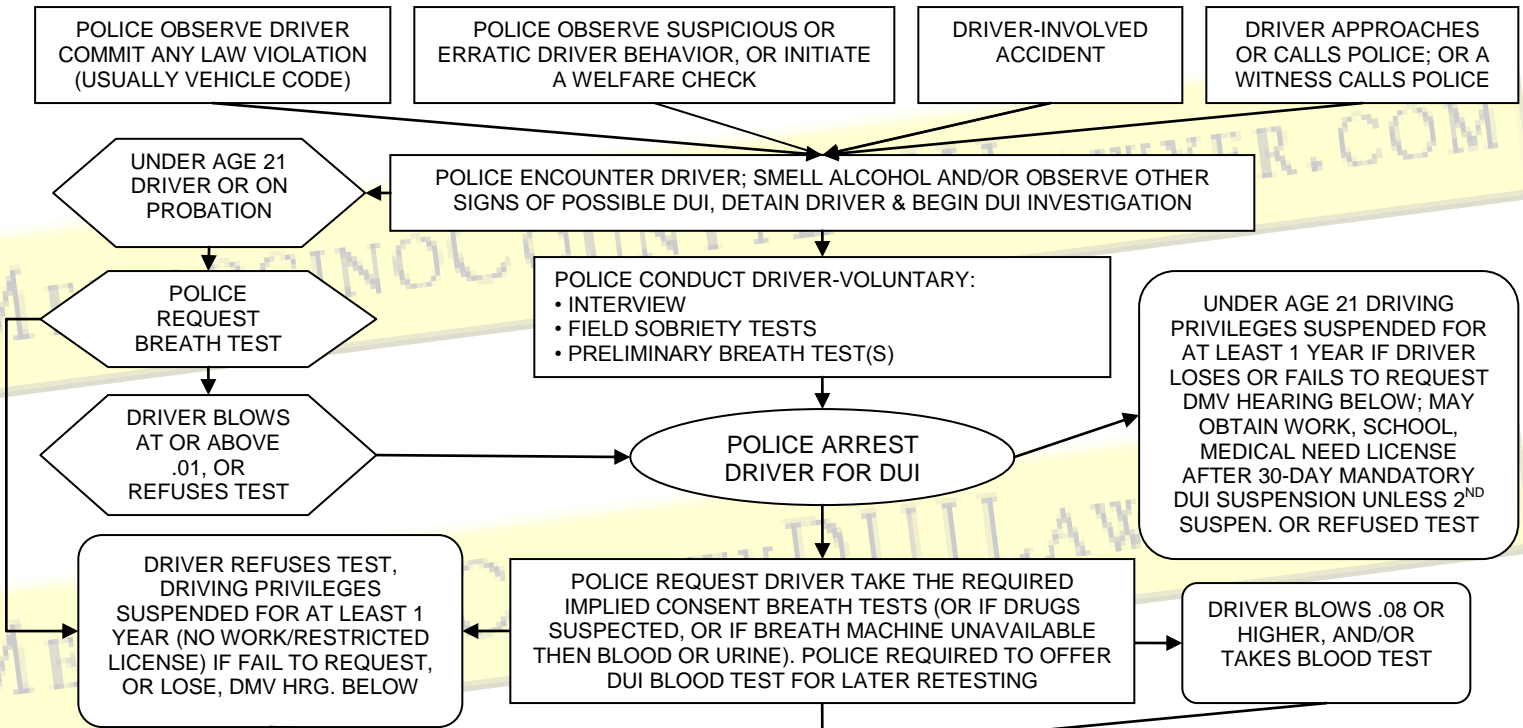 POLICE OBSERVE DRIVER
COMMIT ANY LAW VIOLATION
(USUALLY VEHICLE CODE)
POLICE OBSERVE SUSPICIOUS OR
ERRATIC DRIVER BEHAVIOR, OR INITIATE
A WELFARE CHECK
DRIVER-INVOLVED
ACCIDENT
DRIVER APPROACHES
OR CALLS POLICE; OR A
WITNESS CALLS POLICE
UNDER AGE 21
DRIVER OR ON
PROBATION
POLICE ENCOUNTER DRIVER; SMELL ALCOHOL AND/OR OBSERVE OTHER
SIGNS OF POSSIBLE DUI, DETAIN DRIVER & BEGIN DUI INVESTIGATION
POLICE
REQUEST
BREATH TEST
POLICE CONDUCT DRIVER-VOLUNTARY:
• INTERVIEW
• FIELD SOBRIETY TESTS
• PRELIMINARY BREATH TEST(S)
UNDER AGE 21 DRIVING
PRIVILEGES SUSPENDED FOR
AT LEAST 1 YEAR IF DRIVER
LOSES OR FAILS TO REQUEST
DMV HEARING BELOW; MAY
OBTAIN WORK, SCHOOL,
MEDICAL NEED LICENSE
AFTER 30-DAY MANDATORY
DUI SUSPENSION UNLESS 2ND
SUSPEN. OR REFUSED TEST
DRIVER BLOWS
AT OR ABOVE
.01, OR
REFUSES TEST
POLICE ARREST
DRIVER FOR DUI
DRIVER REFUSES TEST,
DRIVING PRIVILEGES
SUSPENDED FOR AT LEAST 1
YEAR (NO WORK/RESTRICTED
LICENSE) IF FAIL TO REQUEST,
OR LOSE, DMV HRG. BELOW
POLICE REQUEST DRIVER TAKE THE REQUIRED
IMPLIED CONSENT BREATH TESTS (OR IF DRUGS
SUSPECTED, OR IF BREATH MACHINE UNAVAILABLE
THEN BLOOD OR URINE). POLICE REQUIRED TO OFFER
DUI BLOOD TEST FOR LATER RETESTING
DRIVER BLOWS .08 OR
HIGHER, AND/OR
TAKES BLOOD TEST